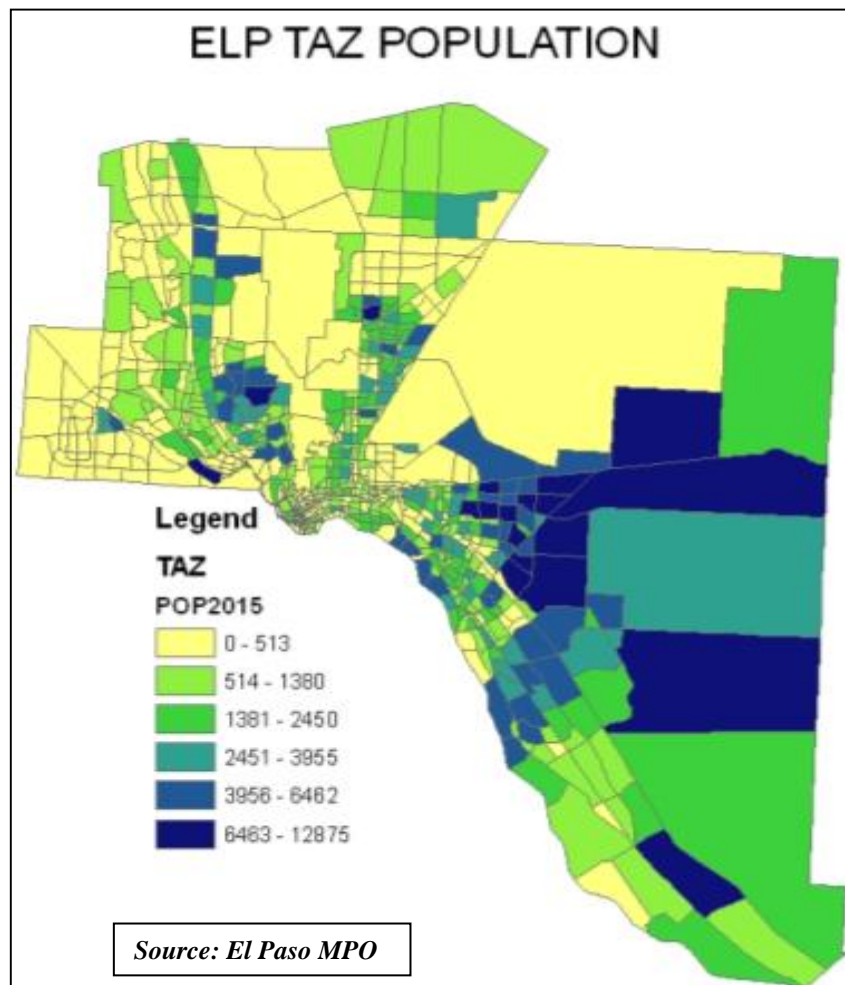 ELP TAZ POPULATION
Legend
TAZ
POP2015
0 - 513
514 - 1380
1381 - 2450
2451 - 3955
3956 - 6462
6463 - 12875
Source: El Paso MPO